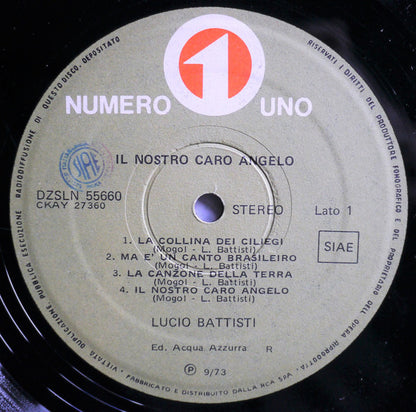 NUMERO 1 UNO
IL NOSTRO CARO ANGELO
DZSLN 55660
CKAY 27360
SIAE
STEREO
Lato 1
SIAE
1. LA COLLINA DEI CILIEGI
(Mogol - L. Battisti)
2. MA E' UN CANTO BRASILEIRO
(Mogol - L. Battisti)
3. LA CANZONE DELLA TERRA
(Mogol - L. Battisti)
4. IL NOSTRO CARO ANGELO
(Mogol - L. Battisti)
LUCIO BATTISTI
Ed. Acqua Azzurra R
Ⓟ 9/73
• FABBRICATO E DISTRIBUITO DALLA RCA SPA •
VIETATA DUPLICAZIONE PUBBLICA ESECUZIONE RADIODIFFUSIONE DI QUESTO DISCO, DEPOSITATO
RISERVATI I DIRITTI DEL PRODUTTORE FONOGRAFICO E DEL PROPRIETARIO DELL'OPERA RIPRODOTTA